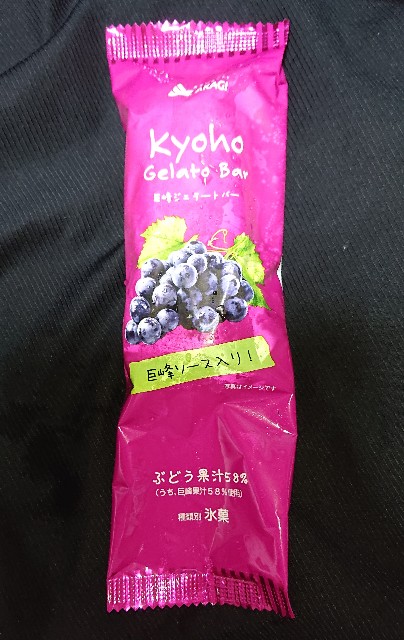 AKAGI
Kyoho
Gelato Bar
巨峰ジェラートバー
巨峰ソース入り！
写真はイメージです
ぶどう果汁58%
(うち、巨峰果汁58%使用)
種類別 氷菓